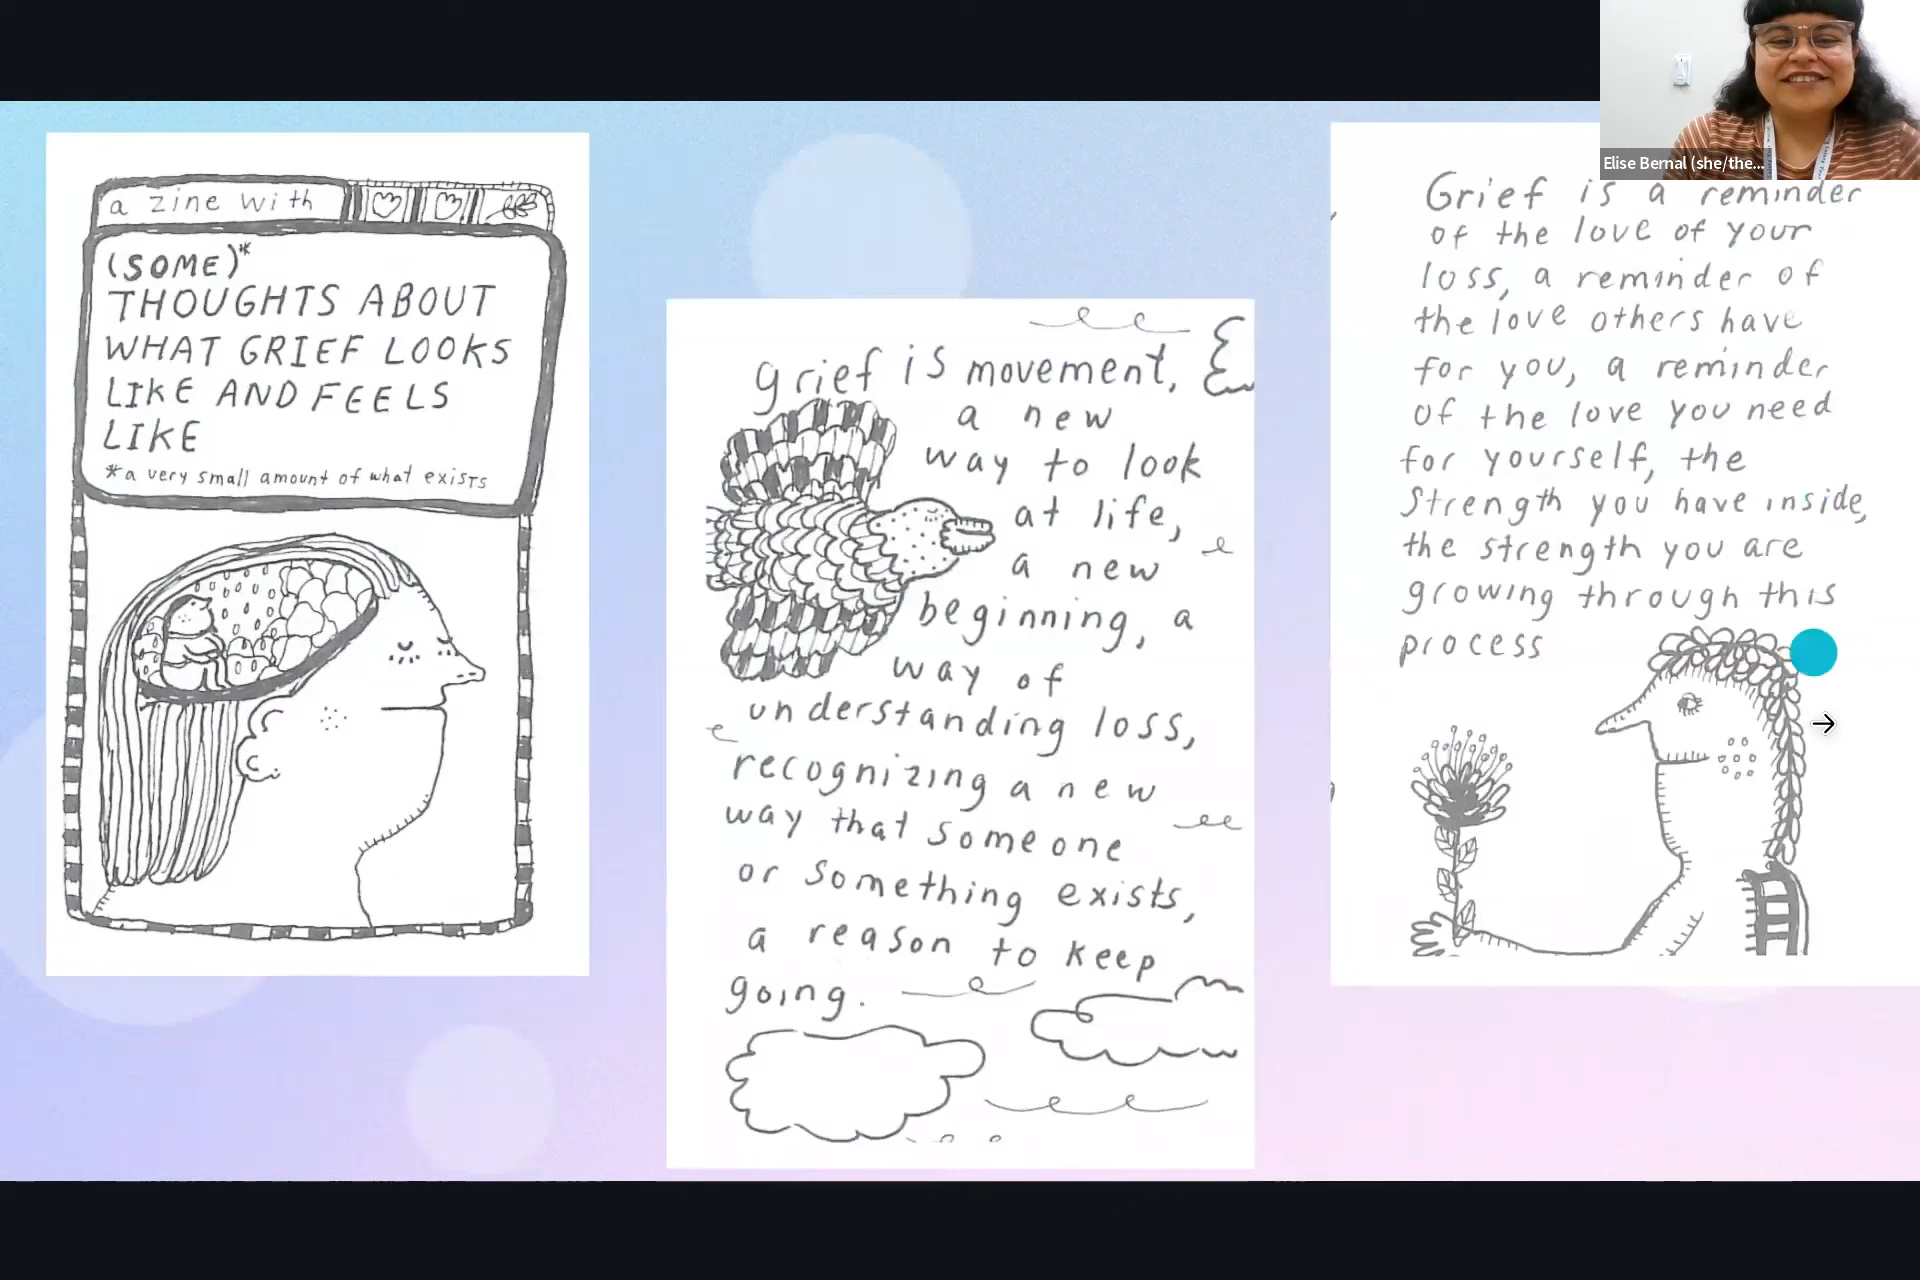 a zine with
(SOME)*
THOUGHTS ABOUT
WHAT GRIEF LOOKS
LIKE AND FEELS
LIKE
*a very small amount of what exists
grief is movement,
a new
way to look
at life,
a new
beginning, a
way of
understanding loss,
recognizing a new
way that someone
or something exists,
a reason to keep
going.
Grief is a reminder
of the love of your
loss, a reminder of
the love others have
for you, a reminder
of the love you need
for yourself, the
Strength you have inside,
the strength you are
growing through this
process
Elise Bernal (she/the...